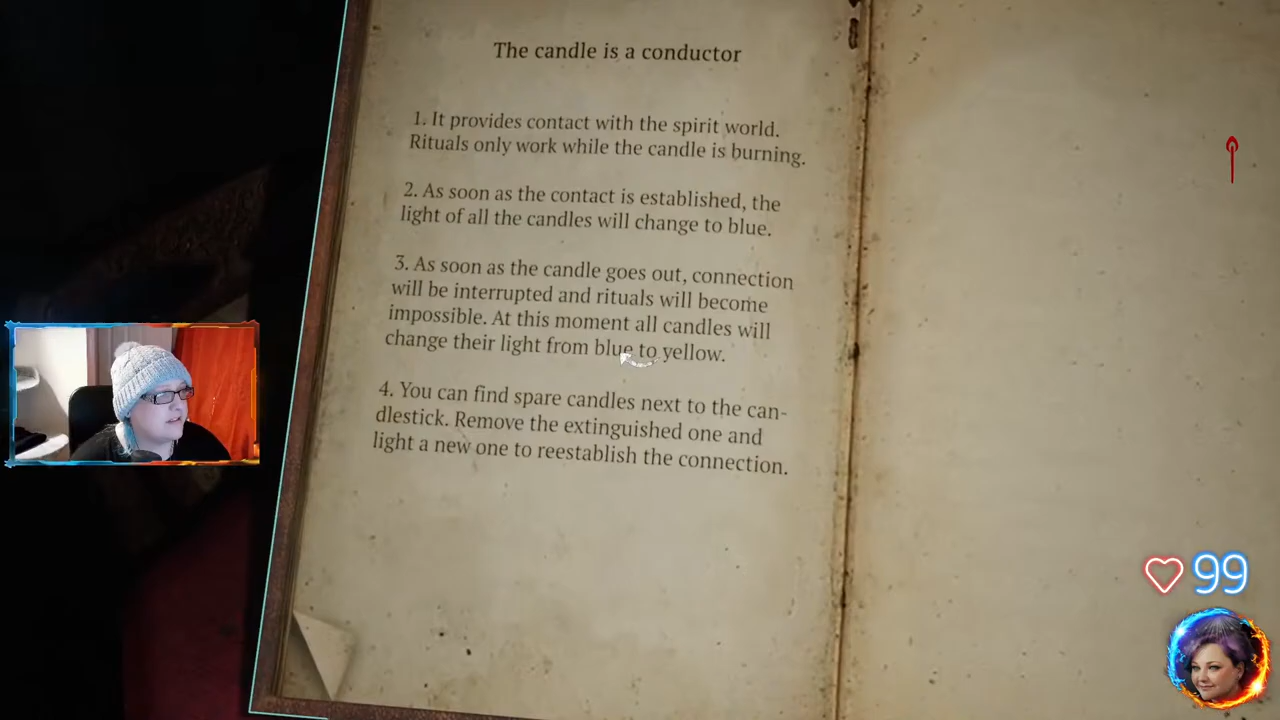 The candle is a conductor
1. It provides contact with the spirit world.
Rituals only work while the candle is burning.
2. As soon as the contact is established, the
light of all the candles will change to blue.
3. As soon as the candle goes out, connection
will be interrupted and rituals will become
impossible. At this moment all candles will
change their light from blue to yellow.
4. You can find spare candles next to the can-
dlestick. Remove the extinguished one and
light a new one to reestablish the connection.
99